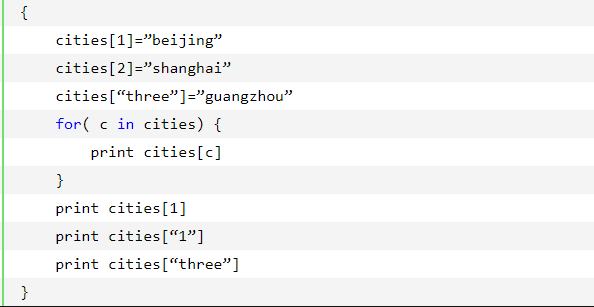 {
    cities[1]=”beijing”
    cities[2]=”shanghai”
    cities[“three”]=”guangzhou”
    for( c in cities) {
        print cities[c]
    }
    print cities[1]
    print cities[“1”]
    print cities[“three”]
}